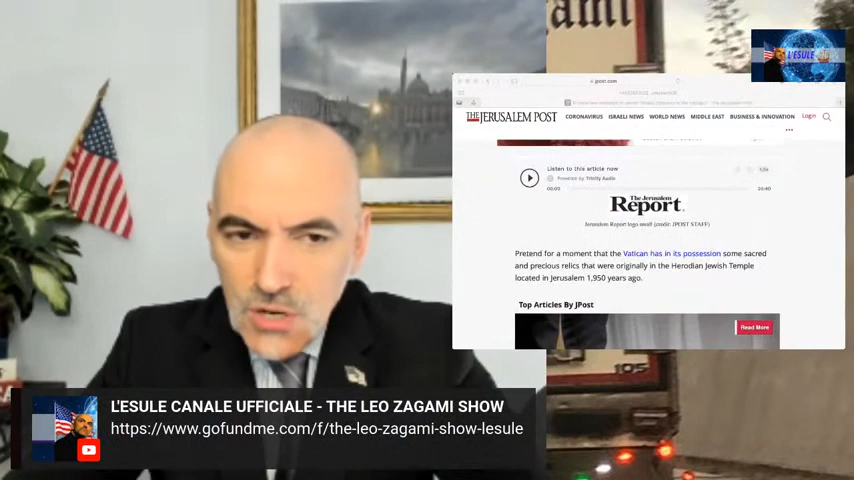 gami
L'ESULE
jpost.com
THE JERUSALEM POST
CORONAVIRUS ISRAELI NEWS WORLD NEWS MIDDLE EAST BUSINESS & INNOVATION Login
Listen to this article now
Powered by Trinity Audio
00:00
The Jerusalem
Report
Jerusalem Report logo small (credit: JPOST STAFF)
Pretend for a moment that the Vatican has in its possession some sacred
and precious relics that were originally in the Herodian Jewish Temple
located in Jerusalem 1,950 years ago.
Top Articles By JPost
Read More
105
L'ESULE CANALE UFFICIALE - THE LEO ZAGAMI SHOW
https://www.gofundme.com/f/the-leo-zagami-show-lesule